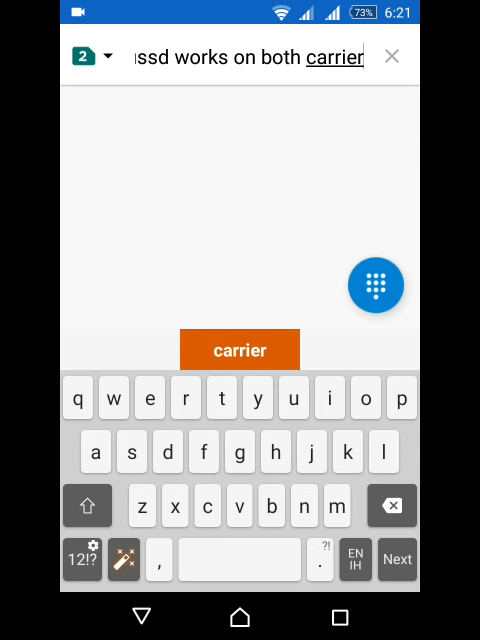 73% 6:21
2 ussd works on both carrier
carrier
q w e r t y u i o p
a s d f g h j k l
z x c v b n m
12!? , ?! . EN IH Next